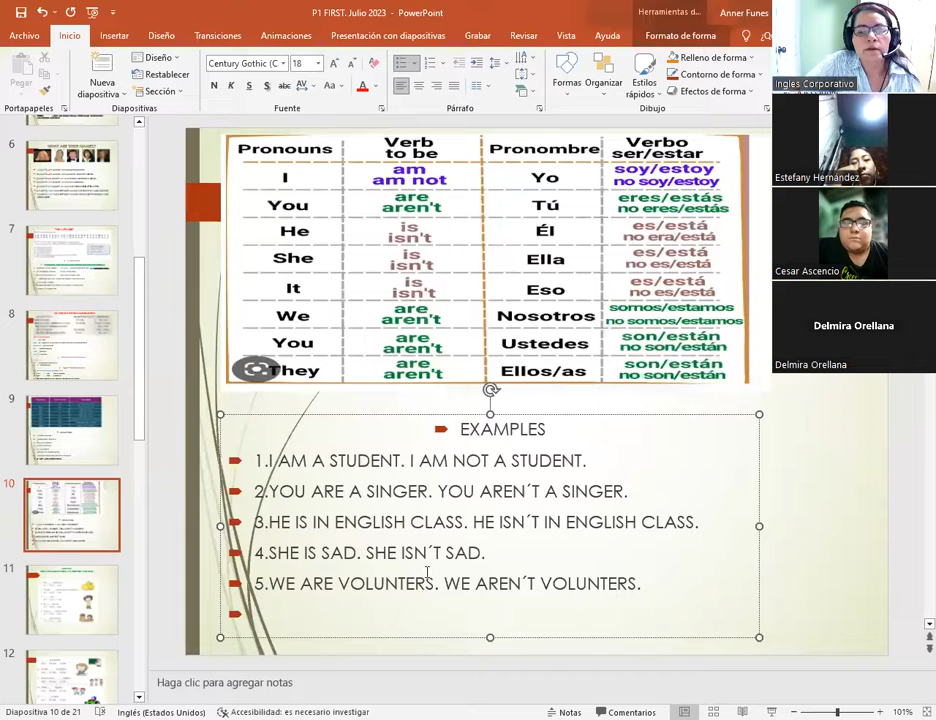 P1 FIRST. Julio 2023 - PowerPoint
Herramientas d...
Anner Funes
Archivo Inicio Insertar Diseño Transiciones Animaciones Presentación con diapositivas Grabar Revisar Vista Ayuda Formato de forma
Pegar
Nueva diapositiva
Diseño
Restablecer
Sección
Century Gothic (C 18
N K S
Aa
A
Formas Organizar Estilos rápidos
Relleno de forma
Contorno de forma
Efectos de forma
Portapapeles Diapositivas Fuente Párrafo Dibujo
Ingles Corporativo
Estefany Hernández
Cesar Ascencio
Delmira Orellana
Delmira Orellana
6
7
8
9
10
11
12
Pronouns Verb to be Pronombre Verbo ser/estar
I am Yo soy/estoy
am not no soy/estoy
You are Tú eres/estás
aren't no eres/estás
He is Él es/está
isn't no era/está
She is Ella es/está
isn't no es/está
It is Eso es/está
isn't no es/está
We are Nosotros somos/estamos
aren't no somos/estamos
You are Ustedes son/están
aren't no son/están
They are Ellos/as son/están
aren't no son/están
EXAMPLES
1.I AM A STUDENT. I AM NOT A STUDENT.
2.YOU ARE A SINGER. YOU AREN´T A SINGER.
3.HE IS IN ENGLISH CLASS. HE ISN´T IN ENGLISH CLASS.
4.SHE IS SAD. SHE ISN´T SAD.
5.WE ARE VOLUNTERS. WE AREN´T VOLUNTERS.
Haga clic para agregar notas
Diapositiva 10 de 21 Inglés (Estados Unidos) Accesibilidad: es necesario investigar Notas Comentarios 101%